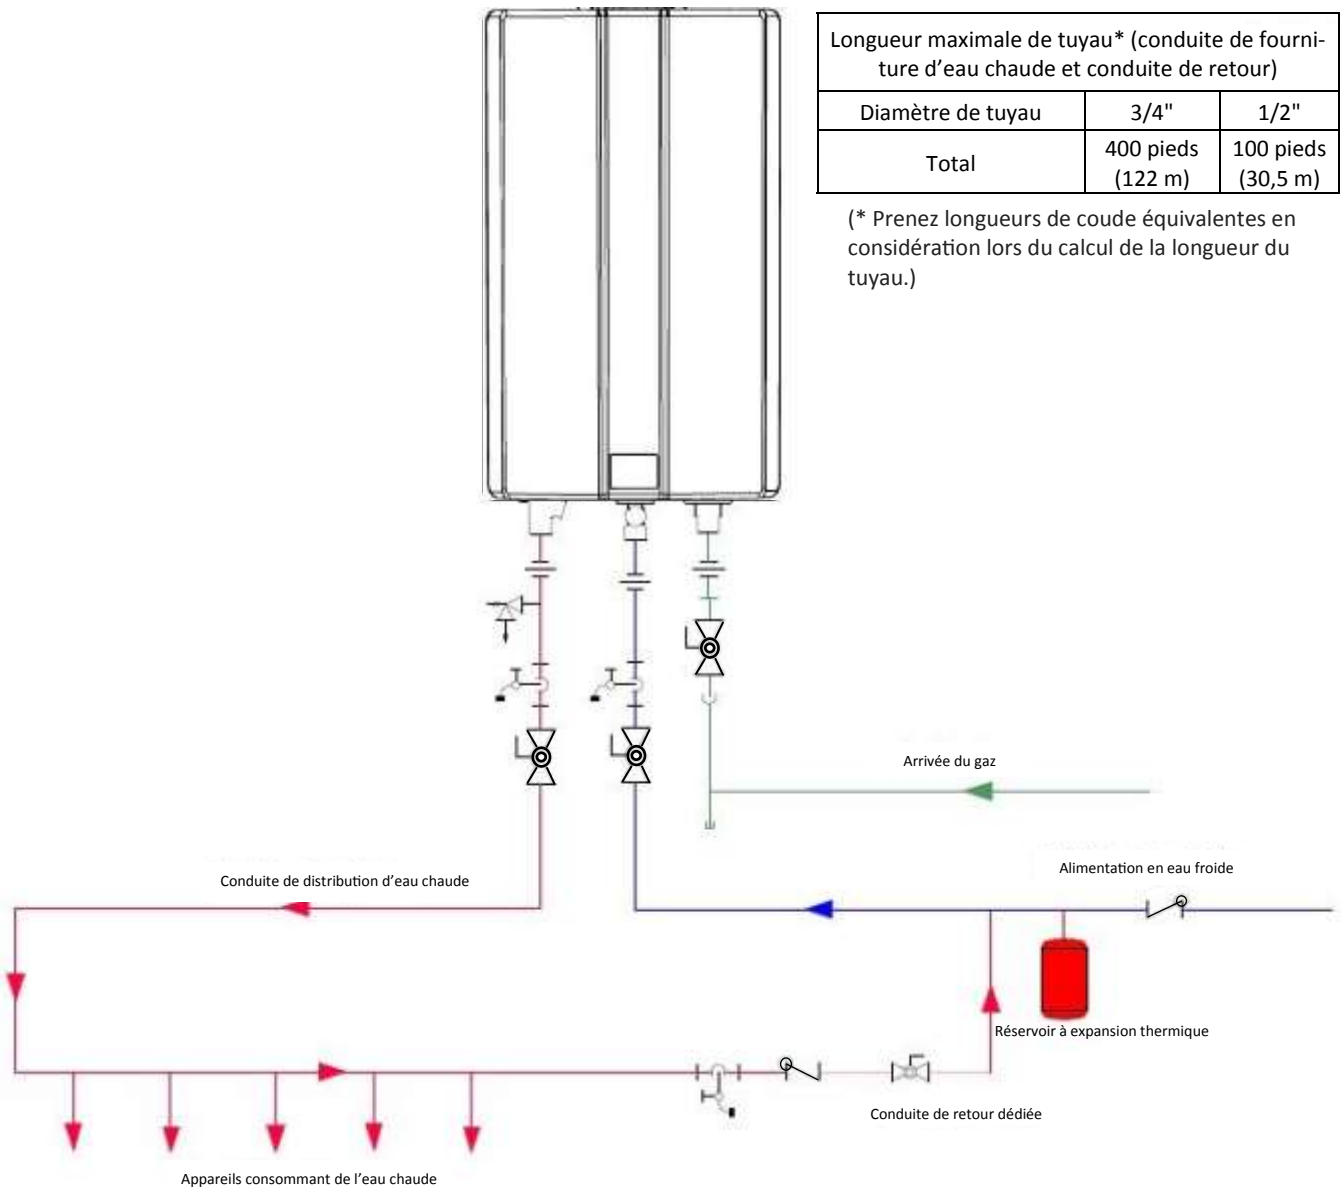 Longueur maximale de tuyau* (conduite de fourni-
ture d’eau chaude et conduite de retour)
Diamètre de tuyau 3/4" 1/2"
Total 400 pieds (122 m) 100 pieds (30,5 m)
(* Prenez longueurs de coude équivalentes en
considération lors du calcul de la longueur du
tuyau.)
Arrivée du gaz
Alimentation en eau froide
Conduite de distribution d’eau chaude
Réservoir à expansion thermique
Conduite de retour dédiée
Appareils consommant de l’eau chaude